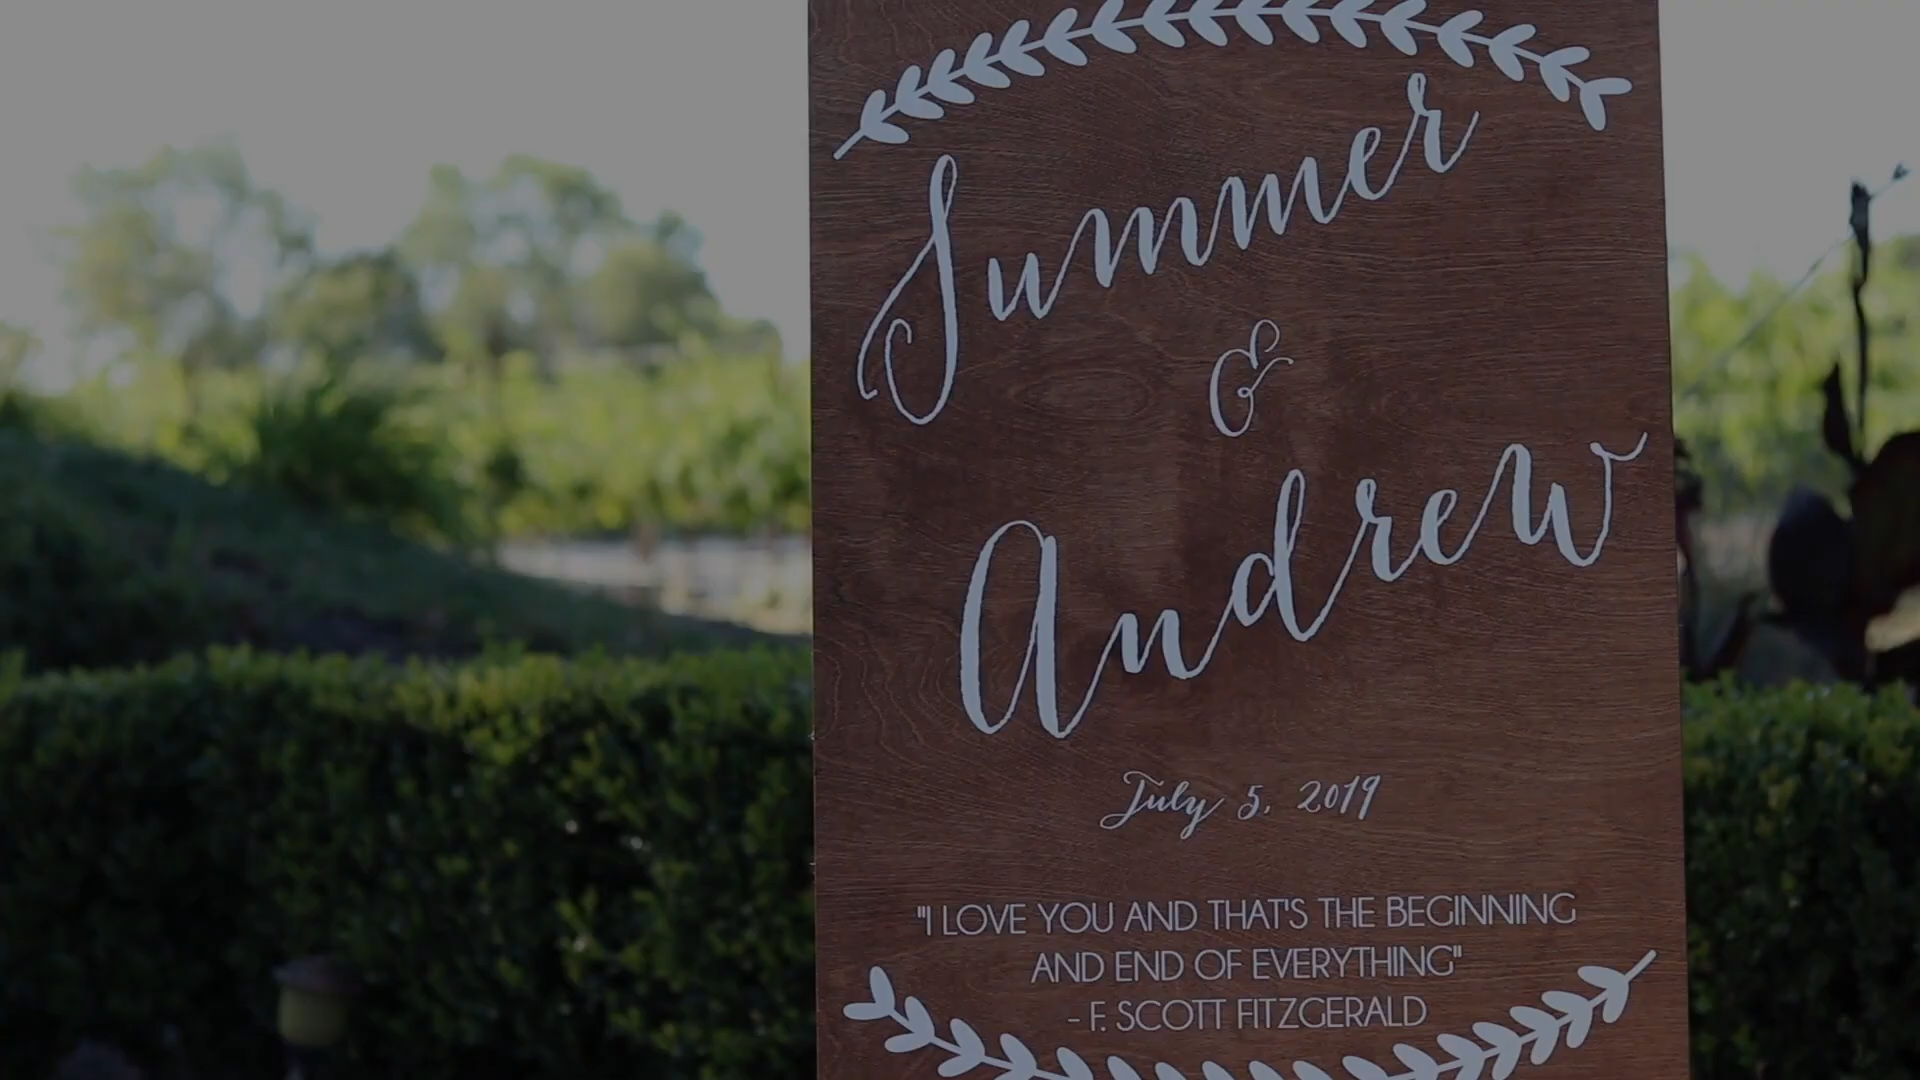 Summer
&
Andrew
July 5, 2019
"I LOVE YOU AND THAT'S THE BEGINNING
AND END OF EVERYTHING"
- F. SCOTT FITZGERALD